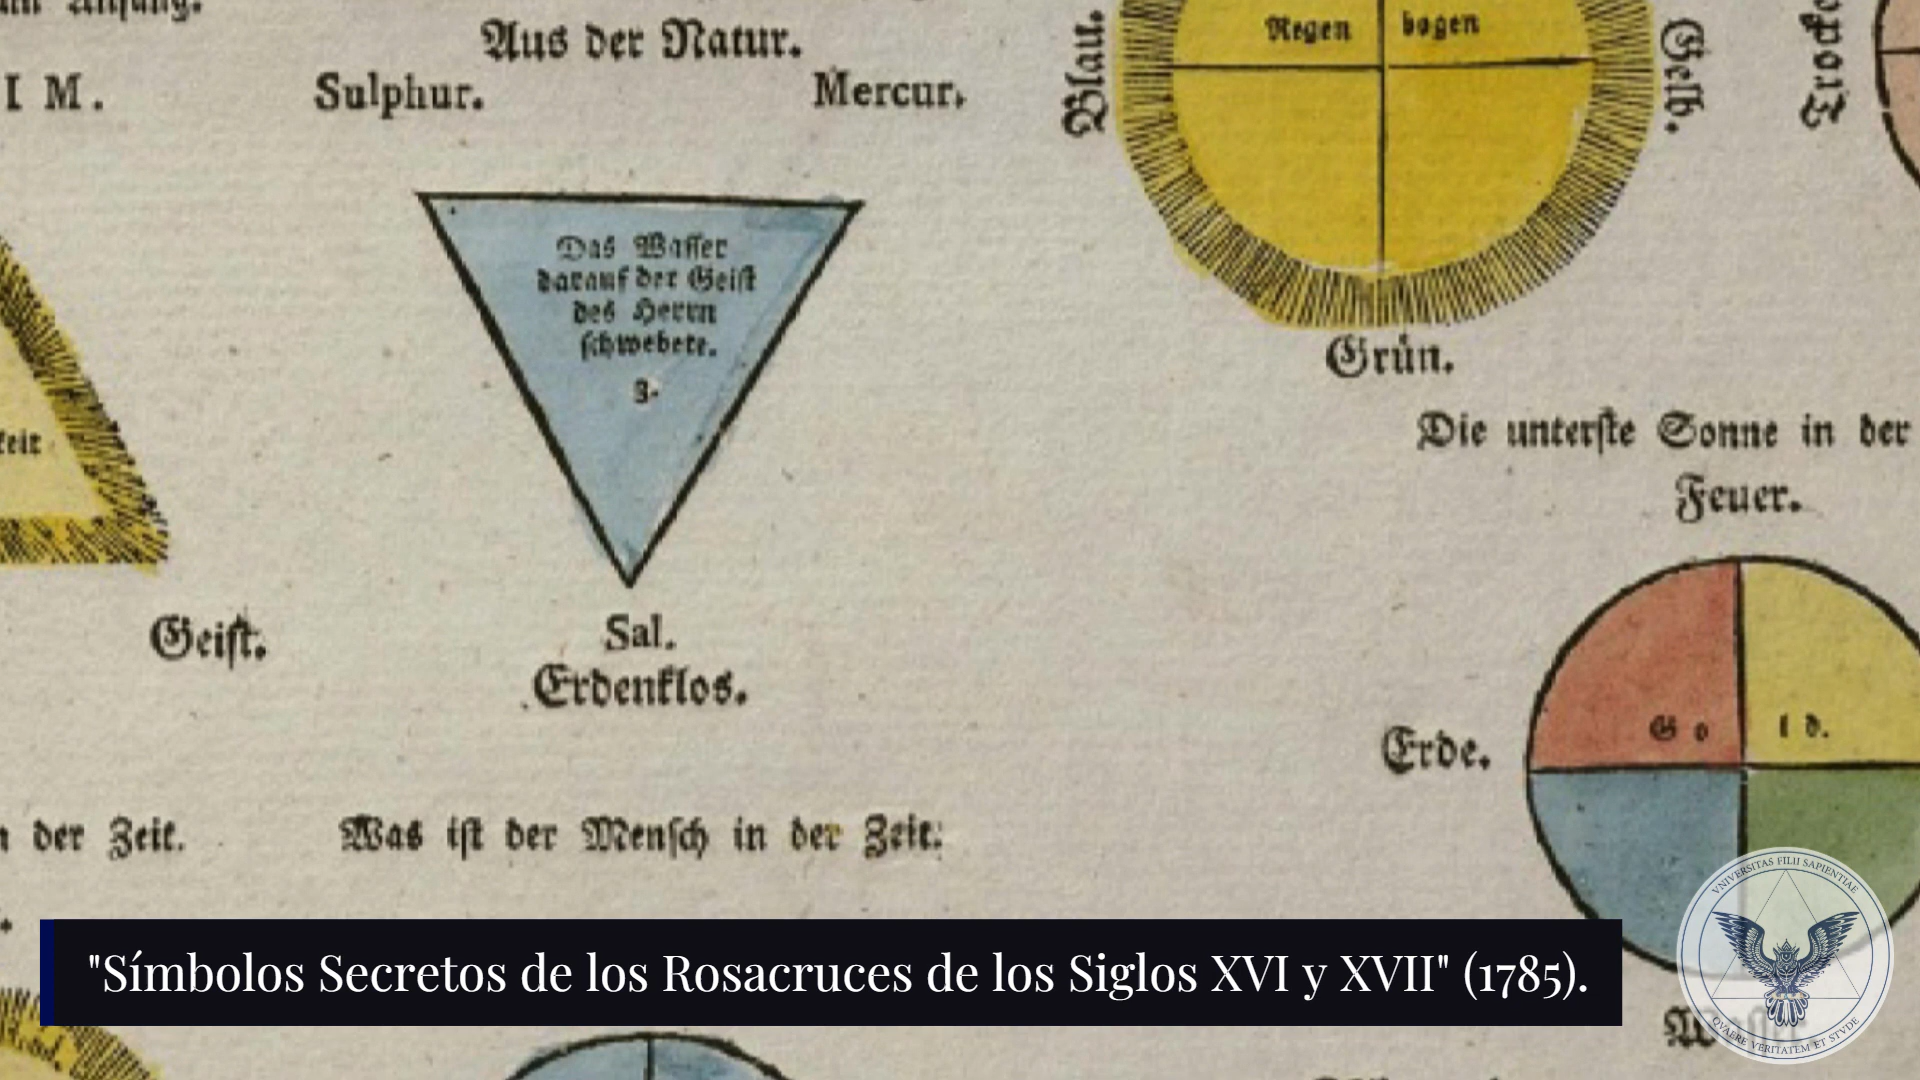 Aus der Natur.
I M.
Sulphur.
Mercur.
Blau.
Regen bogen
Gelb.
Das Waſſer
darauf der Geiſt
des Herrn
ſchwebete.
3.
Grün.
Die unterſte Sonne in der
Feuer.
Geiſt.
Sal.
Erdenklos.
Erde.
G o l d.
der Zeit.
Was iſt der Menſch in der Zeit.
"Símbolos Secretos de los Rosacruces de los Siglos XVI y XVII" (1785).
VNIVERSITAS FILII SAPIENTIAE
QVAERE VERITATEM ET STVDE